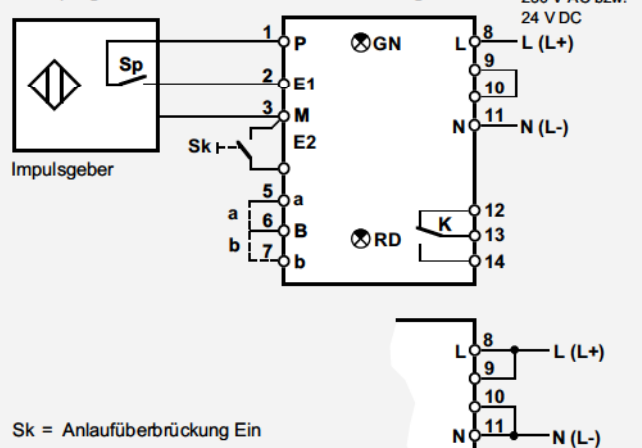 230 V AC bzw.
24 V DC
1 P GN L 8 L (L+)
Sp 9
2 E1 10
3 M N 11 N (L-)
Sk E2
Impulsgeber
5 a 12
a 6 B RD K 13
b 7 b 14
L 8 L (L+)
9
10
Sk = Anlaufüberbrückung Ein N 11 N (L-)